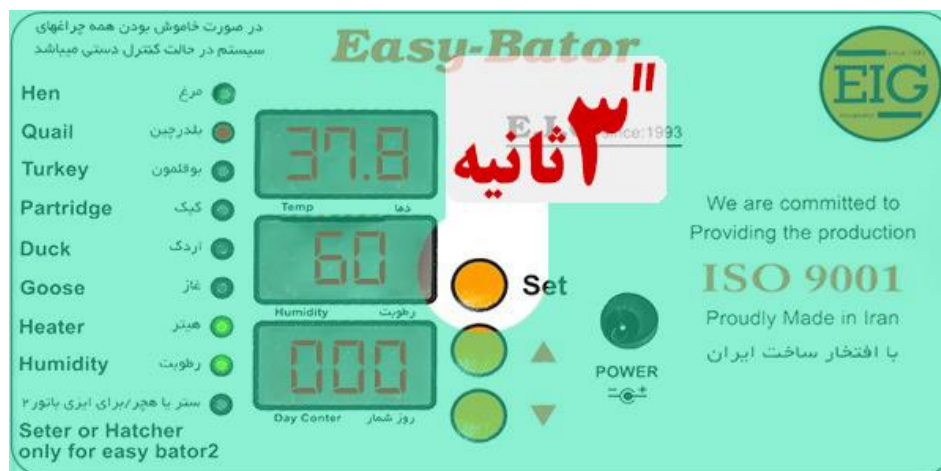 در صورت خاموش بودن همه چراغهای
سیستم در حالت کنترل دستی میباشد
Easy-Bator
since:1993
EIG
"۳ ثانیه
E.I.G since:1993
Hen مرغ
Quail بلدرچین
Turkey بوقلمون
Partridge کبک
Duck اردک
Goose غاز
Heater هیتر
Humidity رطوبت
ستر یا هچر/برای ایزی باتور ۲
Seter or Hatcher
only for easy bator2
37.8
Temp دما
60
Humidity رطوبت
000
Day Conter روز شمار
Set
POWER
We are committed to
Providing the production
ISO 9001
Proudly Made in Iran
با افتخار ساخت ایران